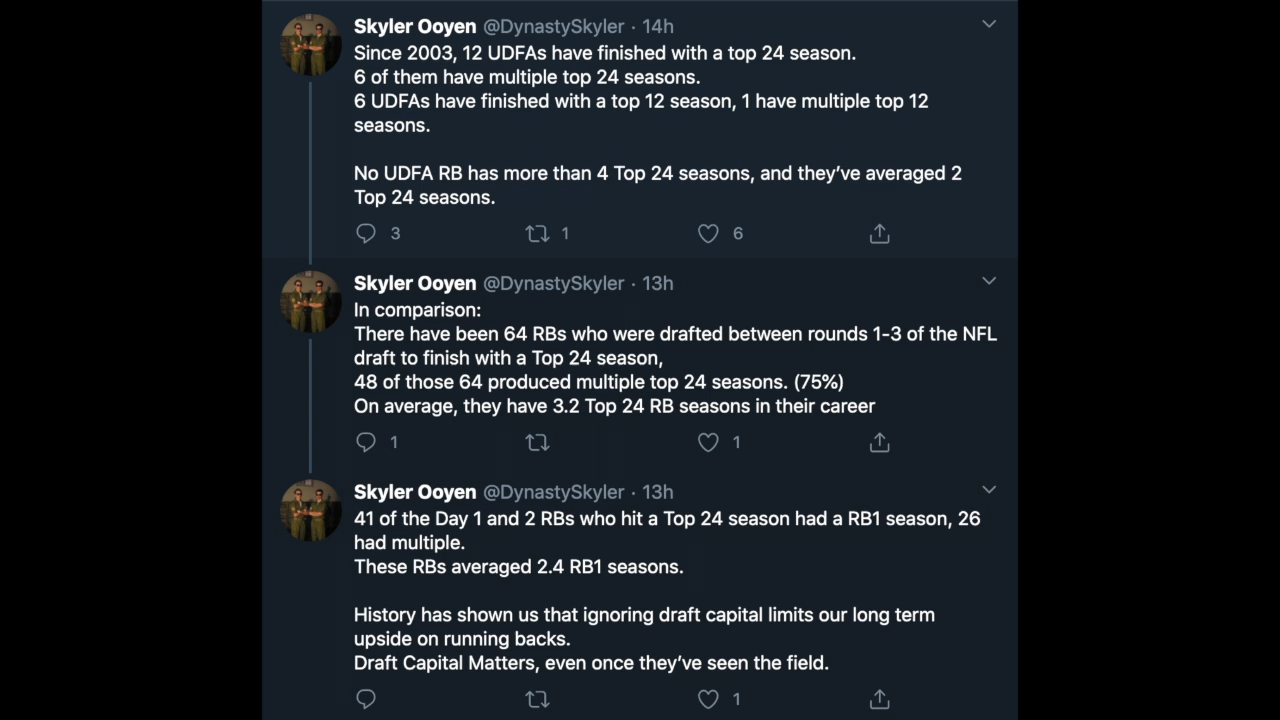 Skyler Ooyen @DynastySkyler · 14h
Since 2003, 12 UDFAs have finished with a top 24 season.
6 of them have multiple top 24 seasons.
6 UDFAs have finished with a top 12 season, 1 have multiple top 12
seasons.
No UDFA RB has more than 4 Top 24 seasons, and they've averaged 2
Top 24 seasons.
3 1 6
Skyler Ooyen @DynastySkyler · 13h
In comparison:
There have been 64 RBs who were drafted between rounds 1-3 of the NFL
draft to finish with a Top 24 season,
48 of those 64 produced multiple top 24 seasons. (75%)
On average, they have 3.2 Top 24 RB seasons in their career
1 1
Skyler Ooyen @DynastySkyler · 13h
41 of the Day 1 and 2 RBs who hit a Top 24 season had a RB1 season, 26
had multiple.
These RBs averaged 2.4 RB1 seasons.
History has shown us that ignoring draft capital limits our long term
upside on running backs.
Draft Capital Matters, even once they've seen the field.
1